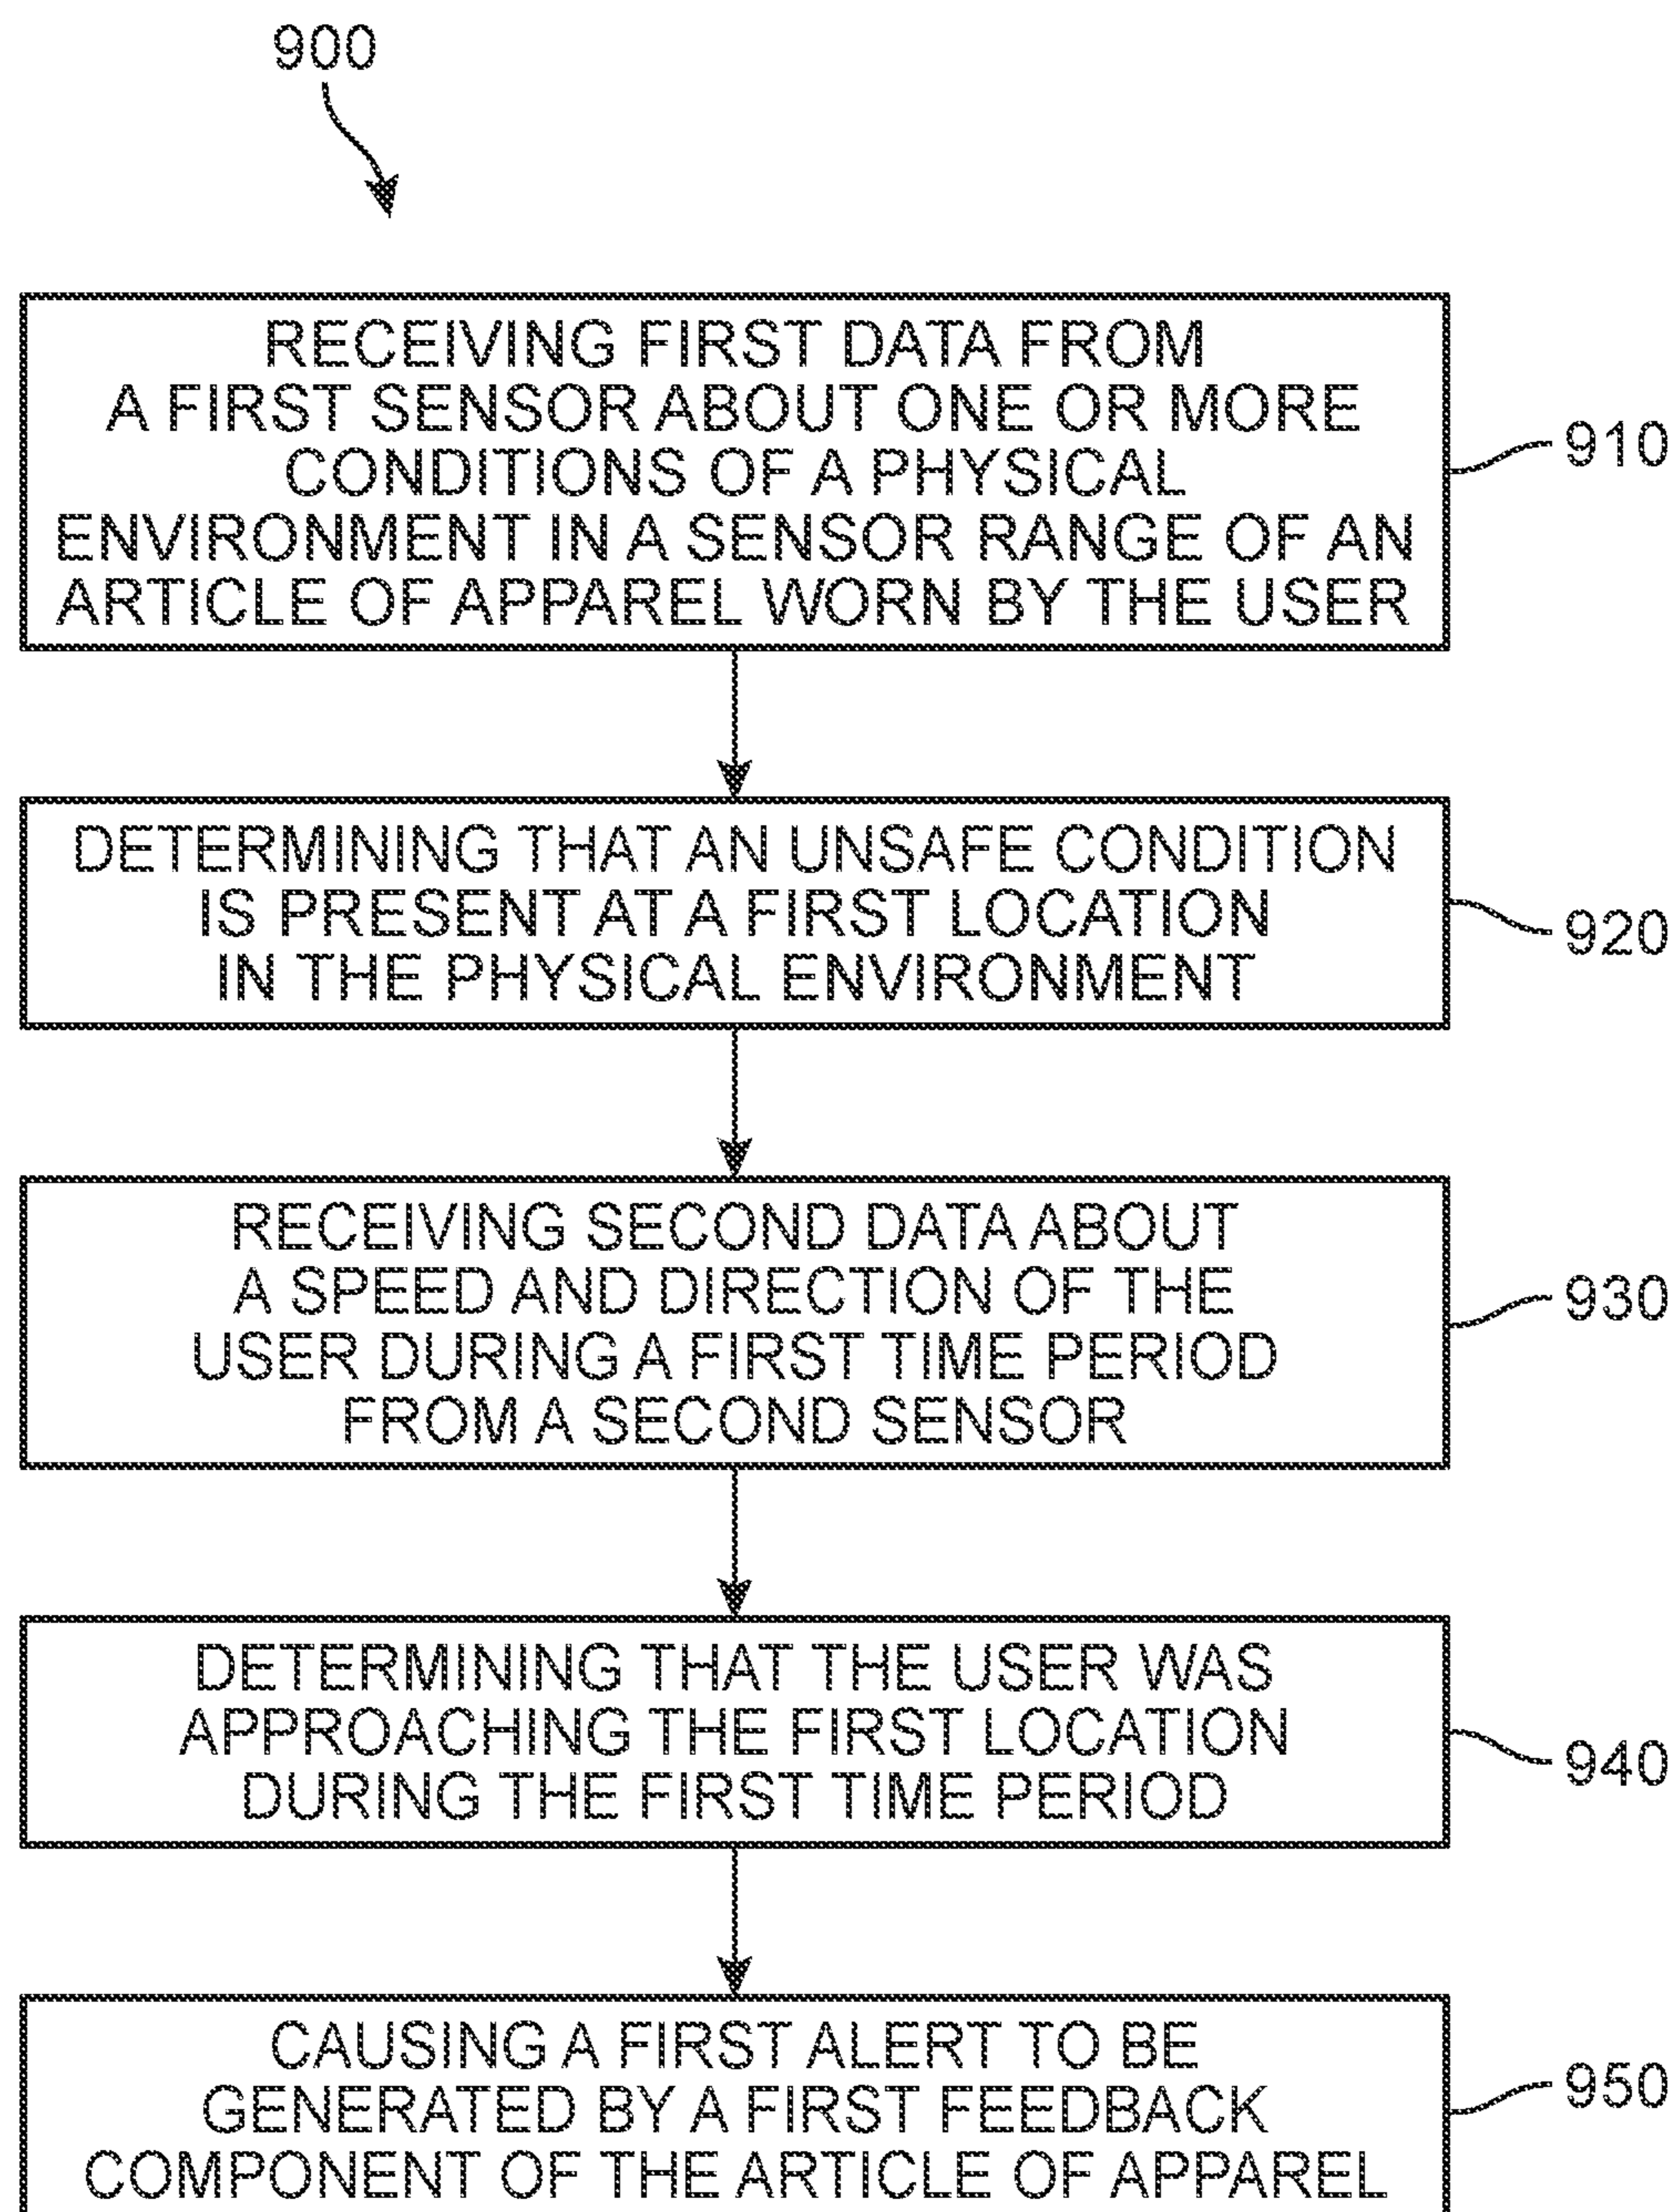 900
RECEIVING FIRST DATA FROM
A FIRST SENSOR ABOUT ONE OR MORE
CONDITIONS OF A PHYSICAL
ENVIRONMENT IN A SENSOR RANGE OF AN
ARTICLE OF APPAREL WORN BY THE USER
910
DETERMINING THAT AN UNSAFE CONDITION
IS PRESENT AT A FIRST LOCATION
IN THE PHYSICAL ENVIRONMENT
920
RECEIVING SECOND DATA ABOUT
A SPEED AND DIRECTION OF THE
USER DURING A FIRST TIME PERIOD
FROM A SECOND SENSOR
930
DETERMINING THAT THE USER WAS
APPROACHING THE FIRST LOCATION
DURING THE FIRST TIME PERIOD
940
CAUSING A FIRST ALERT TO BE
GENERATED BY A FIRST FEEDBACK
COMPONENT OF THE ARTICLE OF APPAREL
950